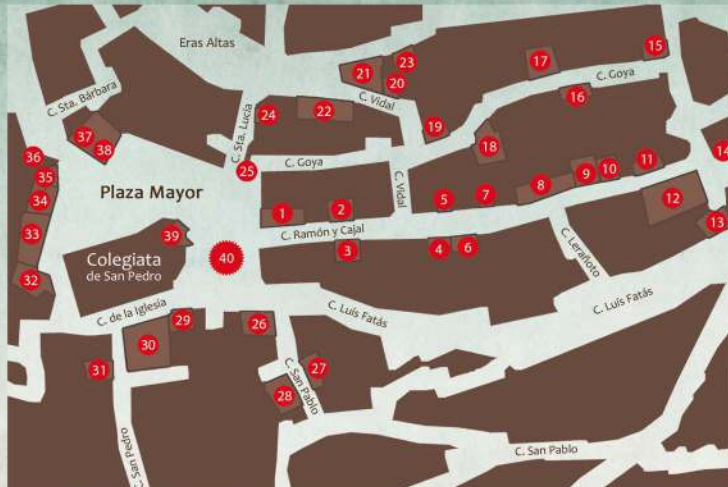 Eras Altas
23
17
15
21
20
C. Goya
C. Sta. Bárbara
C. Vidal
16
24
22
19
37
38
C. Sta. Lucía
18
36
25
C. Goya
14
35
11
34
Plaza Mayor
C. Vidal
9
10
8
5
7
12
1
2
33
39
C. Ramón y Cajal
13
Colegiata
de San Pedro
40
3
4
6
C. Lerañoto
32
C. Luís Fatás
C. de la Iglesia
29
26
C. Luís Fatás
30
31
27
28
C. San Pablo
C. San Pedro
C. San Pablo